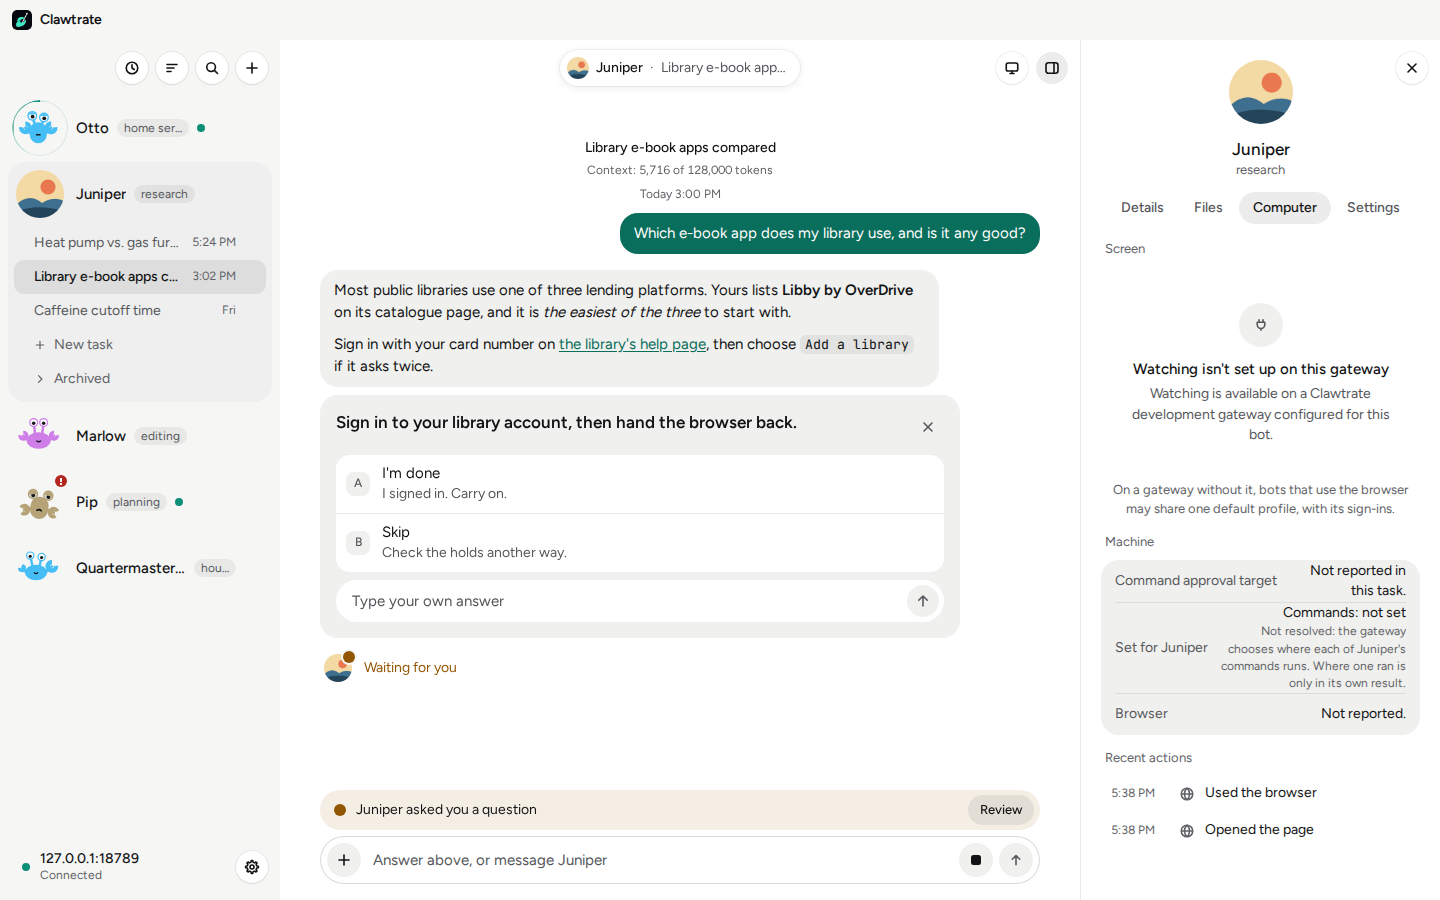 Clawtrate
Otto home ser...
Juniper research
Heat pump vs. gas fur... 5:24 PM
Library e-book apps c... 3:02 PM
Caffeine cutoff time Fri
New task
Archived
Marlow editing
Pip planning
Quartermaster... hou...
127.0.0.1:18789
Connected
Juniper · Library e-book app...
Library e-book apps compared
Context: 5,716 of 128,000 tokens
Today 3:00 PM
Which e-book app does my library use, and is it any good?
Most public libraries use one of three lending platforms. Yours lists Libby by OverDrive
on its catalogue page, and it is the easiest of the three to start with.
Sign in with your card number on the library's help page, then choose Add a library
if it asks twice.
Sign in to your library account, then hand the browser back.
A I'm done
I signed in. Carry on.
B Skip
Check the holds another way.
Type your own answer
Waiting for you
Juniper asked you a question Review
Answer above, or message Juniper
Juniper
research
Details Files Computer Settings
Screen
Watching isn't set up on this gateway
Watching is available on a Clawtrate
development gateway configured for this
bot.
On a gateway without it, bots that use the browser
may share one default profile, with its sign-ins.
Machine
Command approval target Not reported in
this task.
Set for Juniper Commands: not set
Not resolved: the gateway
chooses where each of Juniper's
commands runs. Where one ran is
only in its own result.
Browser Not reported.
Recent actions
5:38 PM Used the browser
5:38 PM Opened the page